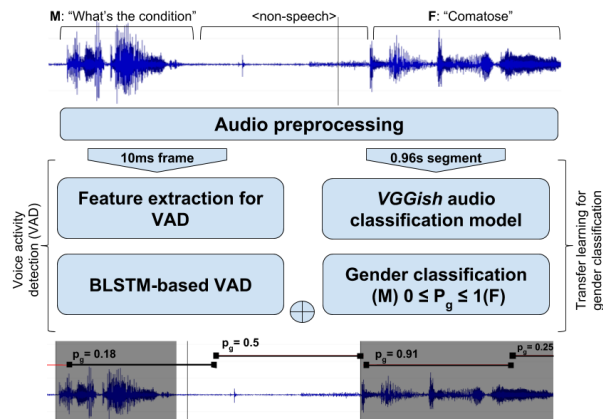 M: “What’s the condition” <non-speech> F: “Comatose”
Audio preprocessing
10ms frame 0.96s segment
Voice activity
detection (VAD)
Feature extraction for
VAD
VGGish audio
classification model
BLSTM-based VAD
Gender classification
(M) 0 ≤ Pg ≤ 1(F)
Transfer learning for
gender classification
pg= 0.18 pg= 0.5 pg= 0.91 pg= 0.25